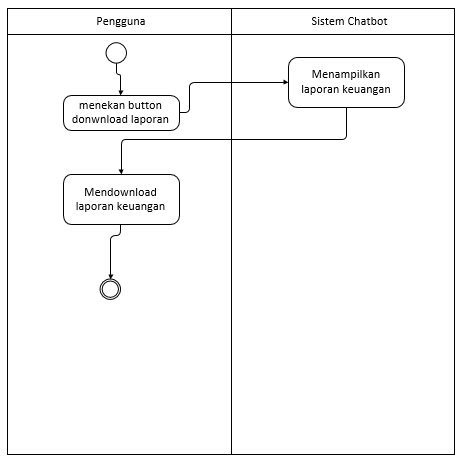 Pengguna
Sistem Chatbot
Menampilkan
laporan keuangan
menekan button
donwnload laporan
Mendownload
laporan keuangan